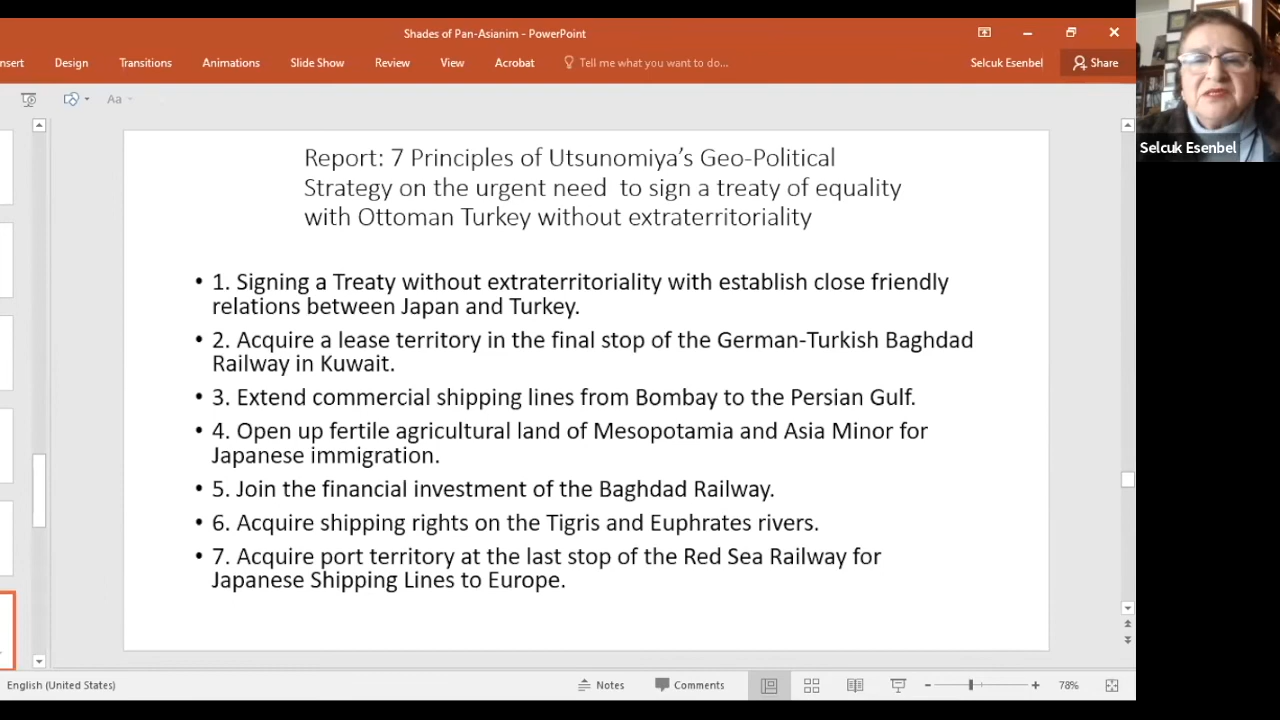 Shades of Pan-Asianim - PowerPoint
nsert Design Transitions Animations Slide Show Review View Acrobat Tell me what you want to do... Selcuk Esenbel Share
Aa
Selcuk Esenbel
Report: 7 Principles of Utsunomiya's Geo-Political
Strategy on the urgent need to sign a treaty of equality
with Ottoman Turkey without extraterritoriality
• 1. Signing a Treaty without extraterritoriality with establish close friendly
relations between Japan and Turkey.
• 2. Acquire a lease territory in the final stop of the German-Turkish Baghdad
Railway in Kuwait.
• 3. Extend commercial shipping lines from Bombay to the Persian Gulf.
• 4. Open up fertile agricultural land of Mesopotamia and Asia Minor for
Japanese immigration.
• 5. Join the financial investment of the Baghdad Railway.
• 6. Acquire shipping rights on the Tigris and Euphrates rivers.
• 7. Acquire port territory at the last stop of the Red Sea Railway for
Japanese Shipping Lines to Europe.
English (United States) Notes Comments 78%